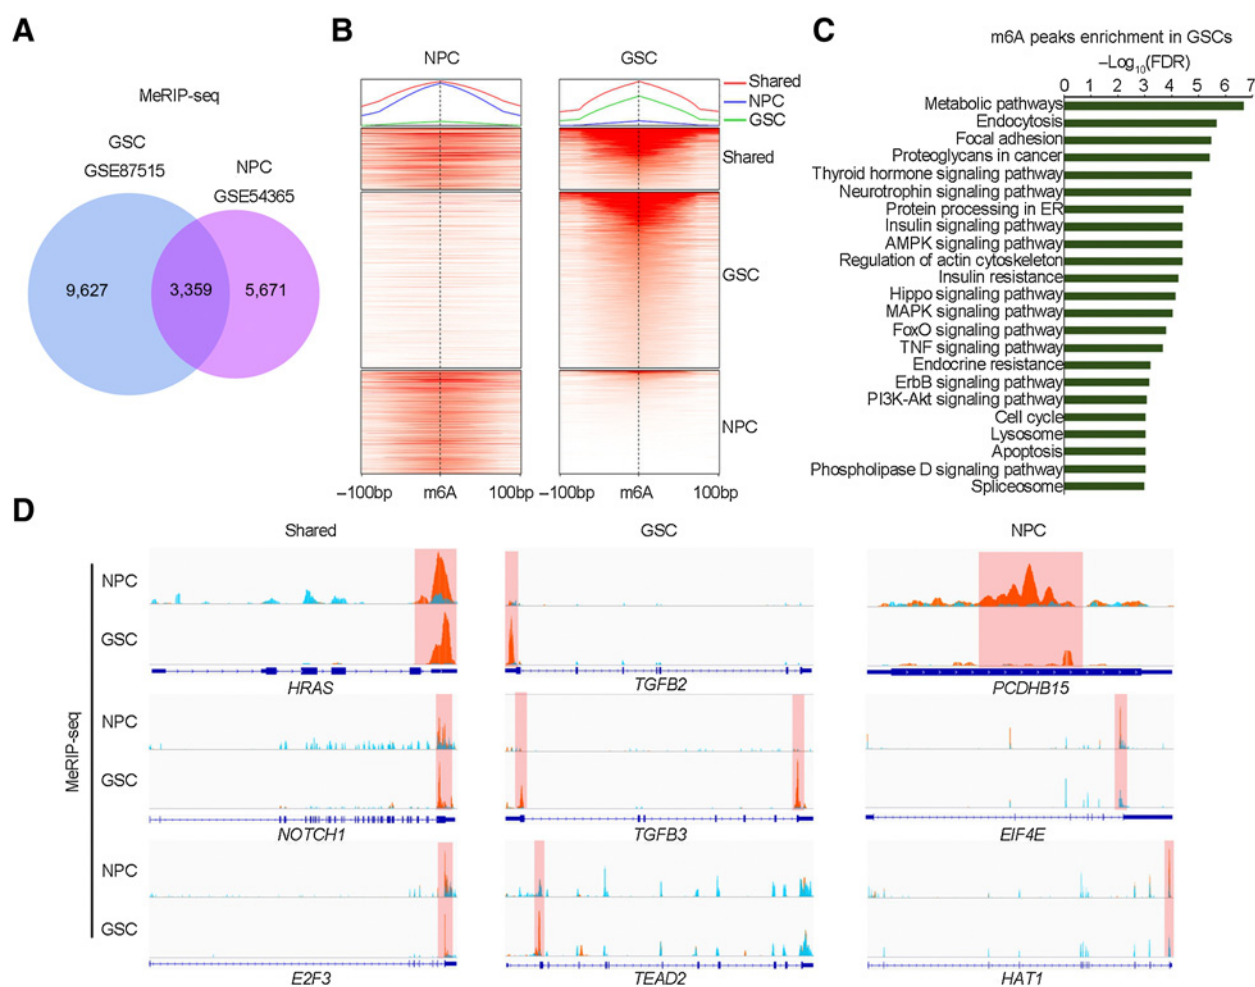 A
MeRIP-seq
GSC
GSE87515
NPC
GSE54365
9,627
3,359
5,671
B
NPC
GSC
Shared
NPC
GSC
Shared
GSC
NPC
–100bp
m6A
100bp
–100bp
m6A
100bp
C
m6A peaks enrichment in GSCs
–Log10(FDR)
0 1 2 3 4 5 6 7
Metabolic pathways
Endocytosis
Focal adhesion
Proteoglycans in cancer
Thyroid hormone signaling pathway
Neurotrophin signaling pathway
Protein processing in ER
Insulin signaling pathway
AMPK signaling pathway
Regulation of actin cytoskeleton
Insulin resistance
Hippo signaling pathway
MAPK signaling pathway
FoxO signaling pathway
TNF signaling pathway
Endocrine resistance
ErbB signaling pathway
PI3K-Akt signaling pathway
Cell cycle
Lysosome
Apoptosis
Phospholipase D signaling pathway
Spliceosome
D
Shared
GSC
NPC
MeRIP-seq
NPC
GSC
HRAS
TGFB2
PCDHB15
NPC
GSC
NOTCH1
TGFB3
EIF4E
NPC
GSC
E2F3
TEAD2
HAT1